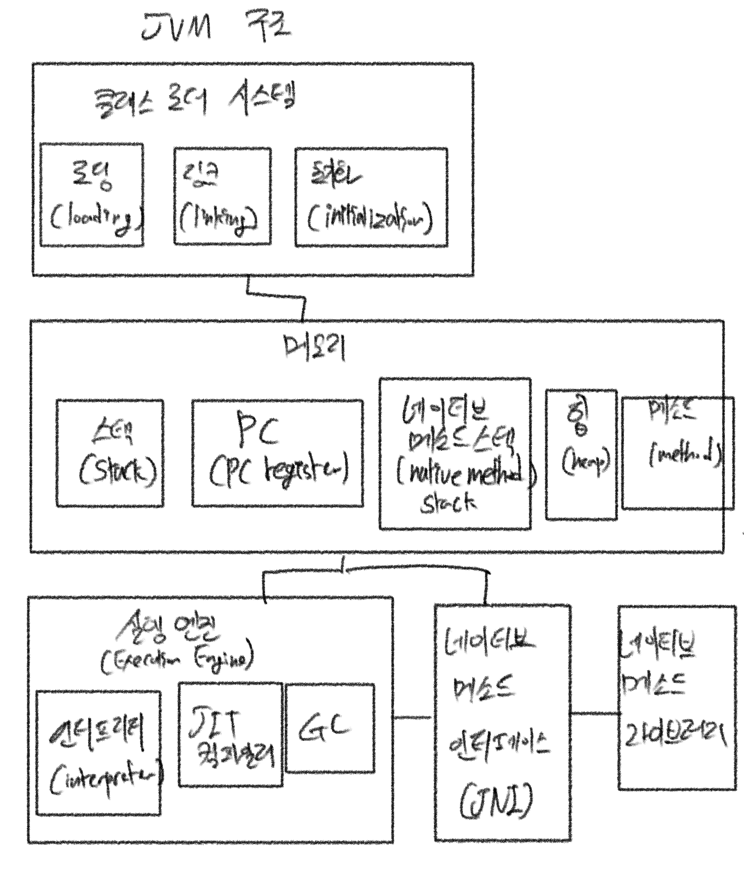 JVM 구조
클래스 로더 시스템
로딩
(loading)
링크
(linking)
초기화
(initialization)
메모리
스택
(Stack)
PC
(PC register)
네이티브
메소드 스택
(native method
stack
힙
(heap)
메소드
(method)
실행 엔진
(Execution Engine)
인터프리터
(interpreter)
JIT
컴파일러
GC
네이티브
메소드
인터페이스
(JNI)
네이티브
메소드
라이브러리